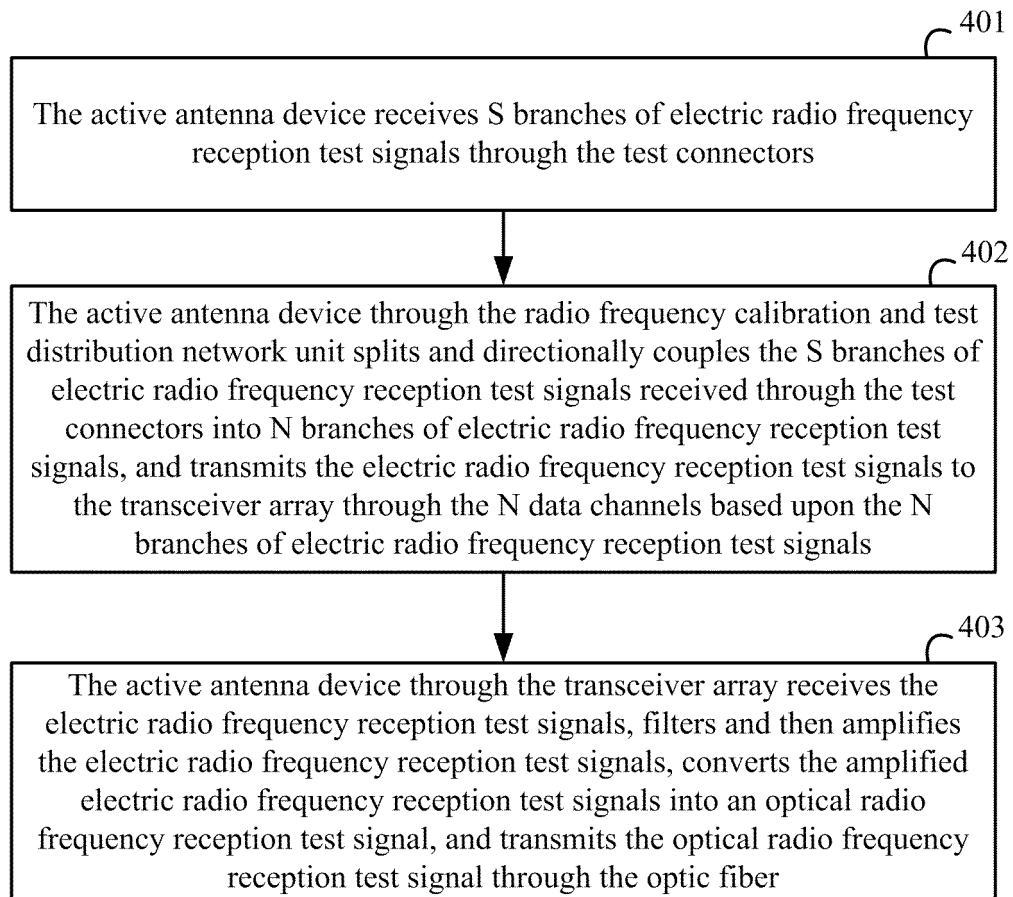 401
The active antenna device receives S branches of electric radio frequency
reception test signals through the test connectors
402
The active antenna device through the radio frequency calibration and test
distribution network unit splits and directionally couples the S branches of
electric radio frequency reception test signals received through the test
connectors into N branches of electric radio frequency reception test
signals, and transmits the electric radio frequency reception test signals to
the transceiver array through the N data channels based upon the N
branches of electric radio frequency reception test signals
403
The active antenna device through the transceiver array receives the
electric radio frequency reception test signals, filters and then amplifies
the electric radio frequency reception test signals, converts the amplified
electric radio frequency reception test signals into an optical radio
frequency reception test signal, and transmits the optical radio frequency
reception test signal through the optic fiber